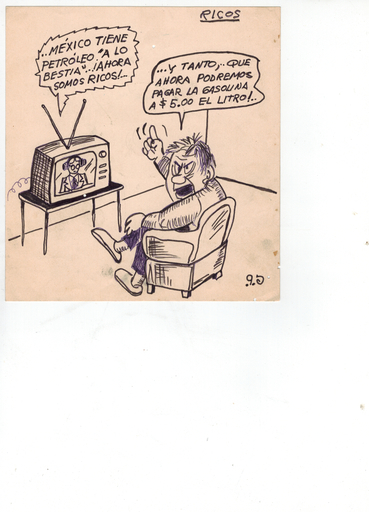 RICOS
..MÉXICO TIENE
PETRÓLEO. "A LO
BESTIA"..¡AHORA
SOMOS RICOS!..
...Y TANTO,..QUE
AHORA PODREMOS
PAGAR LA GASOLINA
A $ 5.00 EL LITRO!..